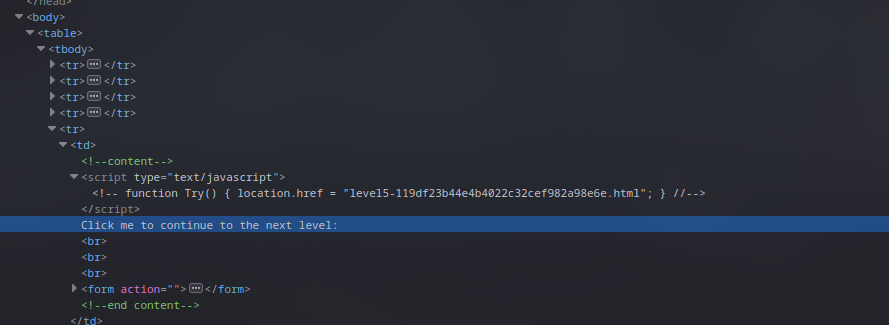 </head>
<body>
<table>
<tbody>
<tr> ••• </tr>
<tr> ••• </tr>
<tr> ••• </tr>
<tr> ••• </tr>
<tr>
<td>
<!--content-->
<script type="text/javascript">
<!-- function Try() { location.href = "level5-119df23b44e4b4022c32cef982a98e6e.html"; } //-->
</script>
Click me to continue to the next level:
<br>
<br>
<br>
<form action=""> ••• </form>
<!--end content-->
</td>